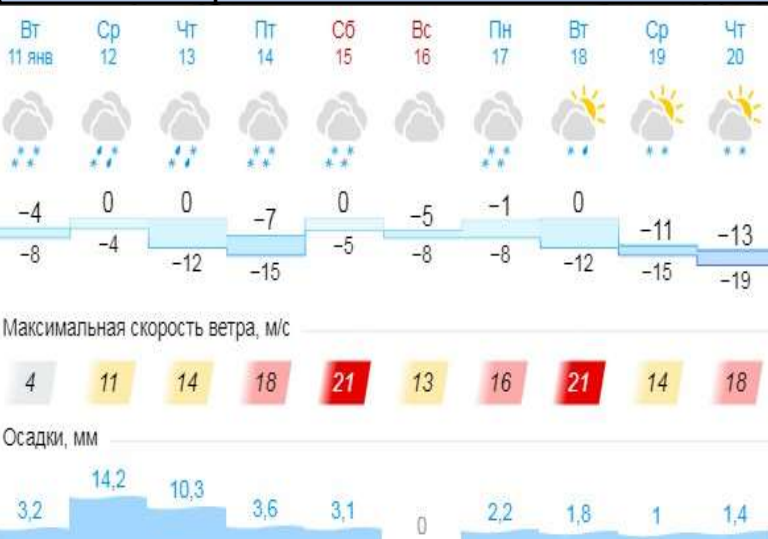 Вт Ср Чт Пт Сб Вс Пн Вт Ср Чт
11 янв 12 13 14 15 16 17 18 19 20
−4 0 0 −7 0 −5 −1 0 −11 −13
−8 −4 −12 −15 −5 −8 −8 −12 −15 −19
Максимальная скорость ветра, м/с
4 11 14 18 21 13 16 21 14 18
Осадки, мм
3,2 14,2 10,3 3,6 3,1 0 2,2 1,8 1 1,4